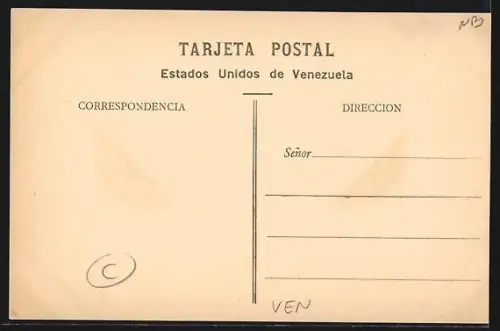 NB
TARJETA POSTAL
Estados Unidos de Venezuela
CORRESPONDENCIA
DIRECCION
Señor
C
VEN